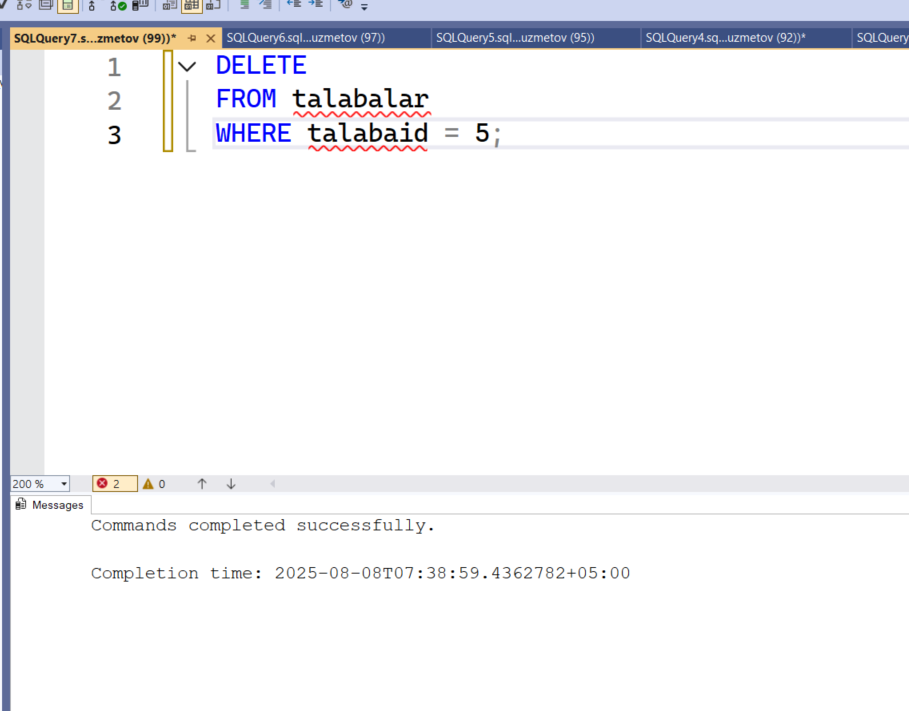 SQLQuery7.s...zmetov (99))*
SQLQuery6.sql...uzmetov (97))
SQLQuery5.sql...uzmetov (95))
SQLQuery4.sq...uzmetov (92))*
SQLQuery
1 DELETE
2 FROM talabalar
3 WHERE talabaid = 5;
200 % 2 0
Messages
Commands completed successfully.
Completion time: 2025-08-08T07:38:59.4362782+05:00